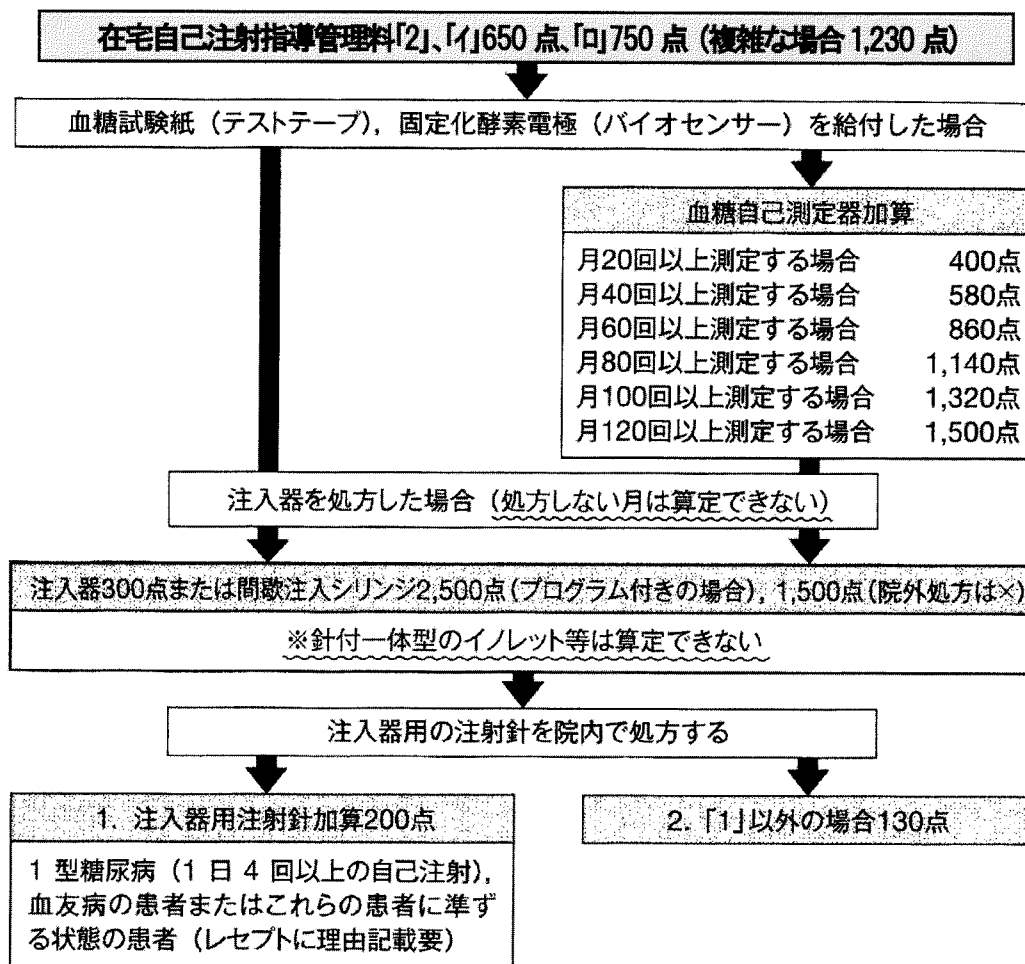 在宅自己注射指導管理料「2」、「イ」650 点、「ロ」750 点 (複雑な場合 1,230 点)
血糖試験紙 (テストテープ), 固定化酵素電極 (バイオセンサー) を給付した場合
血糖自己測定器加算
月20回以上測定する場合 400点
月40回以上測定する場合 580点
月60回以上測定する場合 860点
月80回以上測定する場合 1,140点
月100回以上測定する場合 1,320点
月120回以上測定する場合 1,500点
注入器を処方した場合 (処方しない月は算定できない)
注入器300点または間歇注入シリンジ2,500点(プログラム付きの場合), 1,500点(院外処方は×)
※針付一体型のイノレット等は算定できない
注入器用の注射針を院内で処方する
1. 注入器用注射針加算200点
1 型糖尿病 (1 日 4 回以上の自己注射),
血友病の患者またはこれらの患者に準ず
る状態の患者 (レセプトに理由記載要)
2. 「1」以外の場合130点